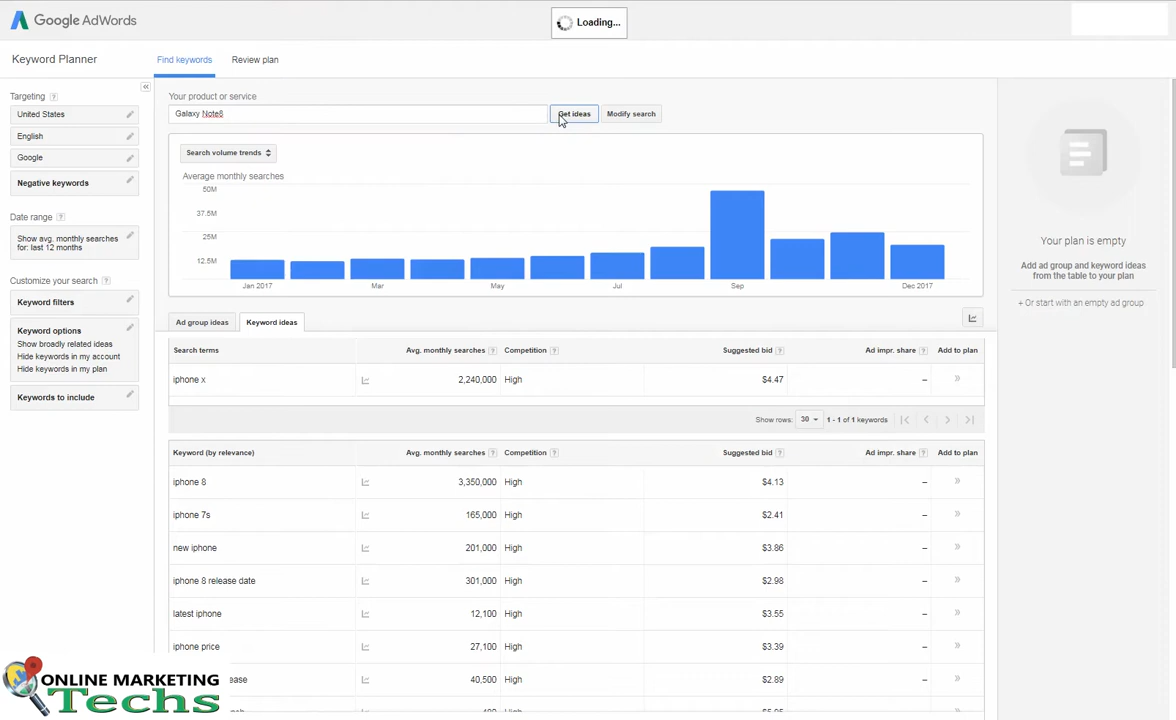 Google AdWords
Loading...
Keyword Planner
Find keywords
Review plan
Targeting ?
United States
English
Google
Negative keywords
Date range ?
Show avg. monthly searches
for: last 12 months
Customize your search ?
Keyword filters
Keyword options
Show broadly related ideas
Hide keywords in my account
Hide keywords in my plan
Keywords to include
Your product or service
Galaxy Note8
Get ideas
Modify search
Search volume trends
Average monthly searches
50M
37.5M
25M
12.5M
Jan 2017 Mar May Jul Sep Dec 2017
Ad group ideas Keyword ideas
Search terms Avg. monthly searches ? Competition ? Suggested bid ? Ad impr. share ? Add to plan
iphone x 2,240,000 High $4.47 – »
Show rows: 30 1 - 1 of 1 keywords
Keyword (by relevance) Avg. monthly searches ? Competition ? Suggested bid ? Ad impr. share ? Add to plan
iphone 8 3,350,000 High $4.13 – »
iphone 7s 165,000 High $2.41 – »
new iphone 201,000 High $3.86 – »
iphone 8 release date 301,000 High $2.98 – »
latest iphone 12,100 High $3.55 – »
iphone price 27,100 High $3.39 – »
ease 40,500 High $2.89 – »
Your plan is empty
Add ad group and keyword ideas
from the table to your plan
+ Or start with an empty ad group
ONLINE MARKETING
Techs